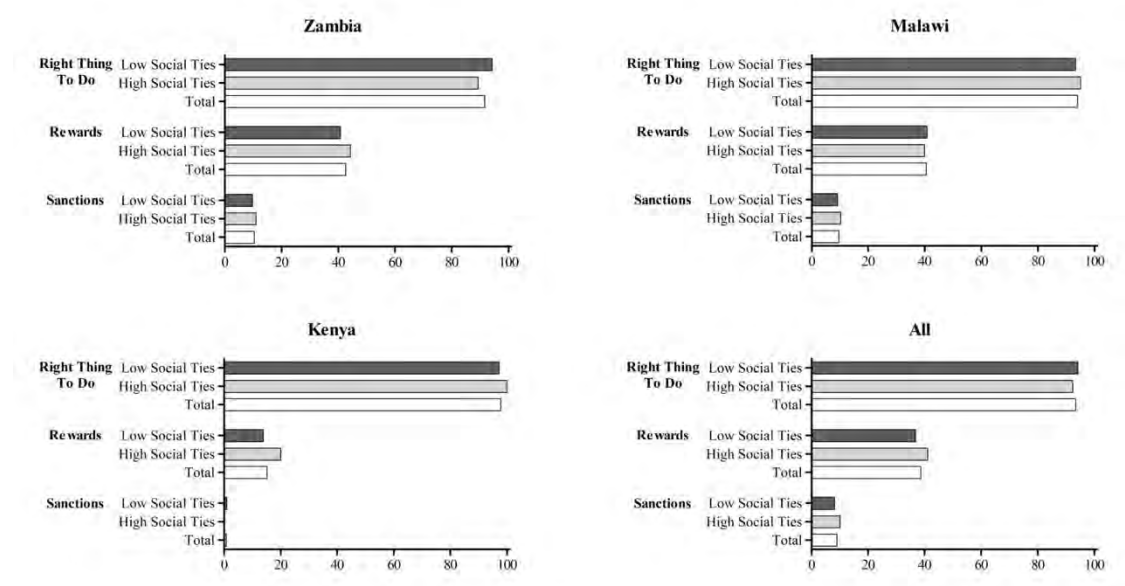 Zambia
Right Thing To Do
Low Social Ties
High Social Ties
Total
Rewards
Low Social Ties
High Social Ties
Total
Sanctions
Low Social Ties
High Social Ties
Total
0 20 40 60 80 100
Malawi
Right Thing To Do
Low Social Ties
High Social Ties
Total
Rewards
Low Social Ties
High Social Ties
Total
Sanctions
Low Social Ties
High Social Ties
Total
0 20 40 60 80 100
Kenya
Right Thing To Do
Low Social Ties
High Social Ties
Total
Rewards
Low Social Ties
High Social Ties
Total
Sanctions
Low Social Ties
High Social Ties
Total
0 20 40 60 80 100
All
Right Thing To Do
Low Social Ties
High Social Ties
Total
Rewards
Low Social Ties
High Social Ties
Total
Sanctions
Low Social Ties
High Social Ties
Total
0 20 40 60 80 100